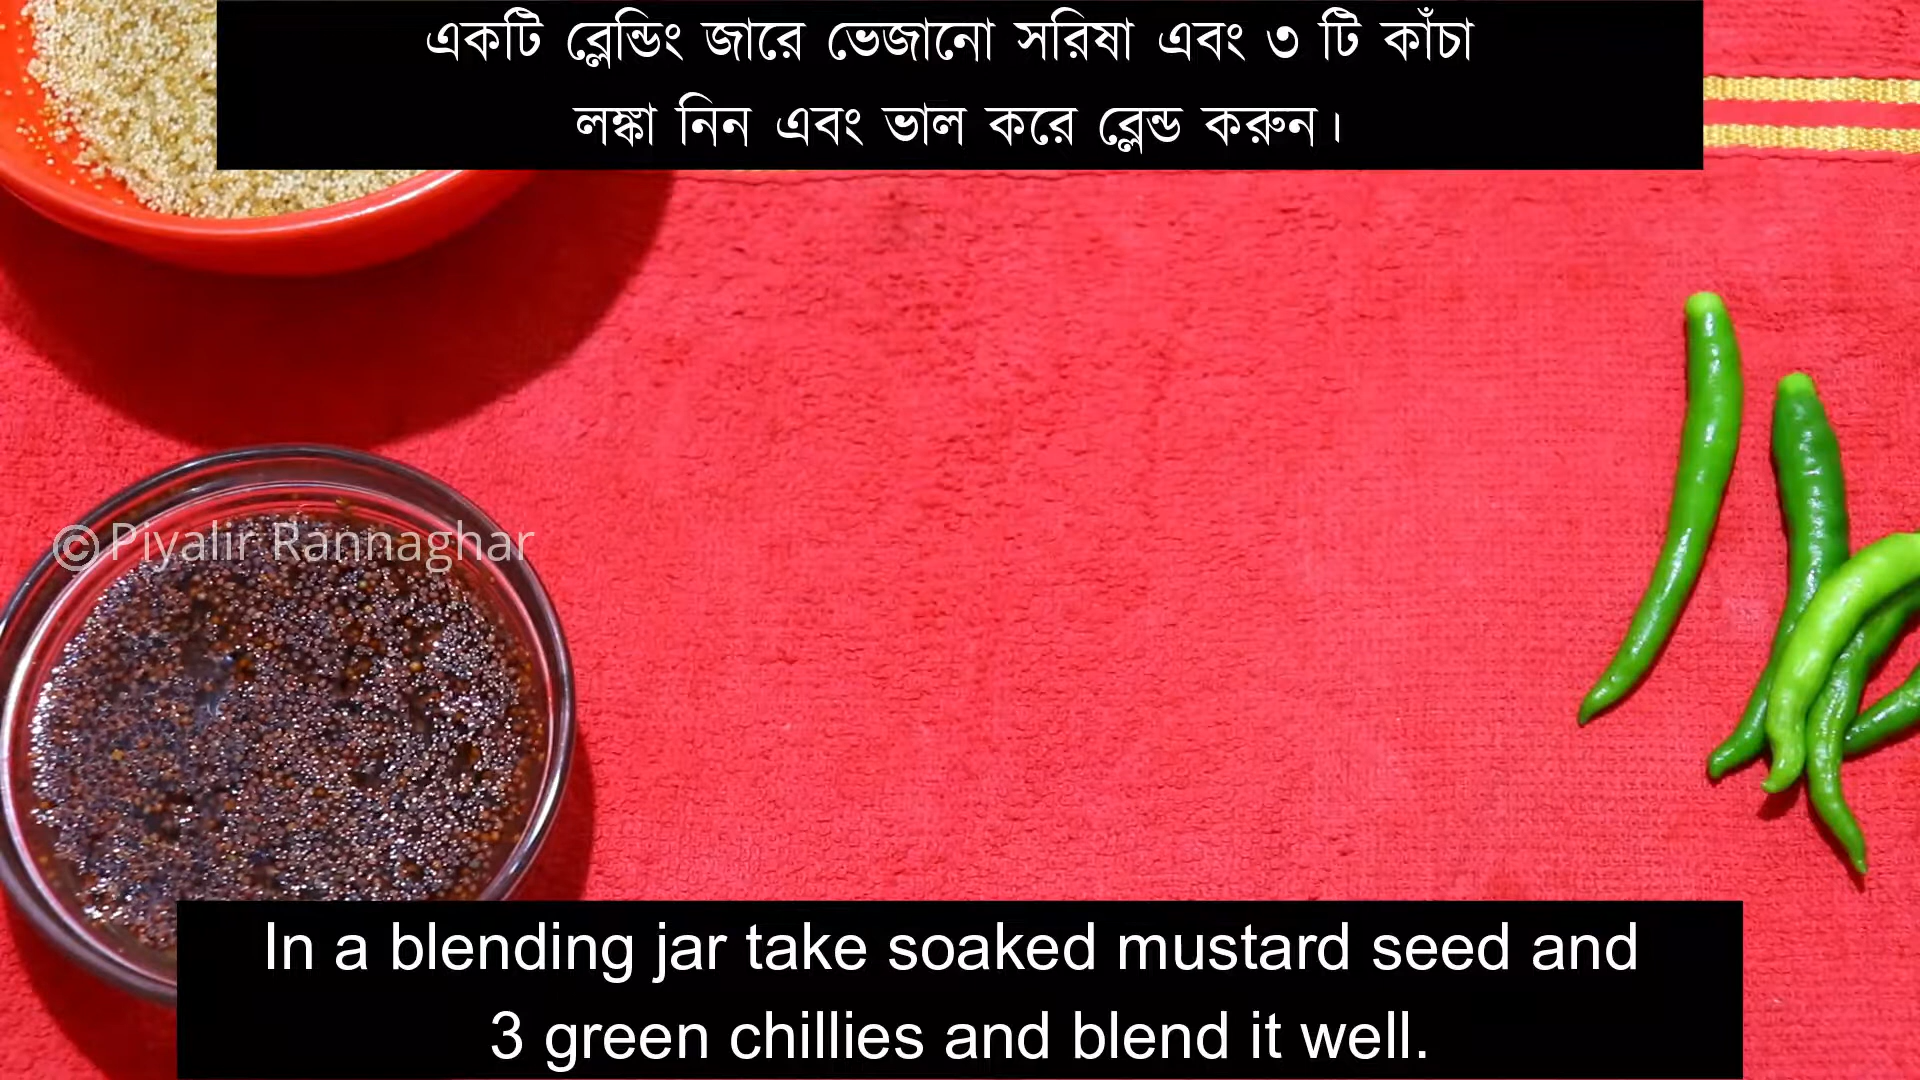 একটি ব্লেন্ডিং জারে ভেজানো সরিষা এবং ৩ টি কাঁচা
লঙ্কা নিন এবং ভাল করে ব্লেন্ড করুন।
© Piyalir Rannaghar
In a blending jar take soaked mustard seed and
3 green chillies and blend it well.